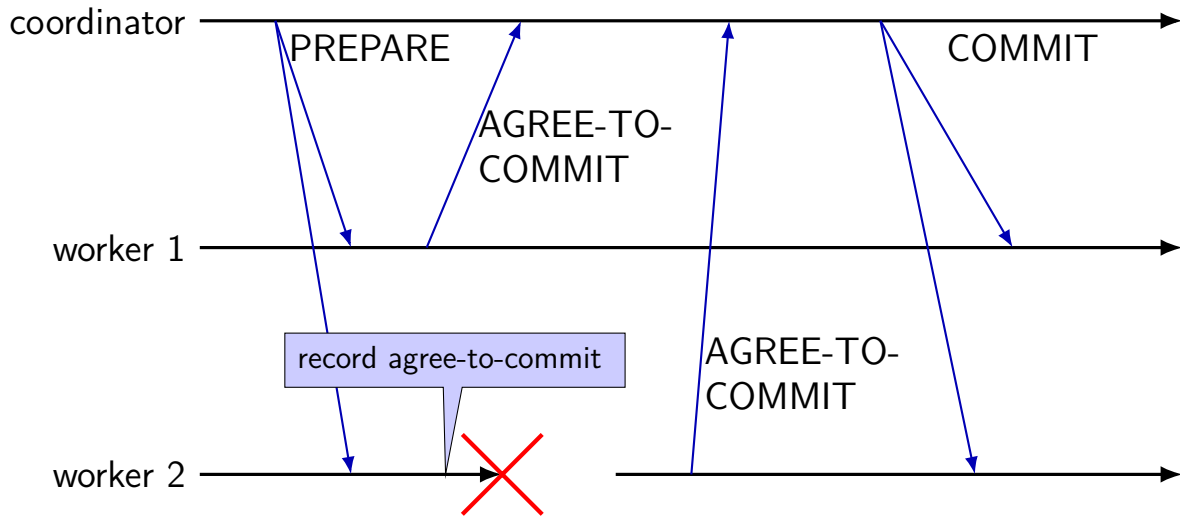 coordinator
PREPARE
COMMIT
AGREE-TO-
COMMIT
worker 1
record agree-to-commit
AGREE-TO-
COMMIT
worker 2